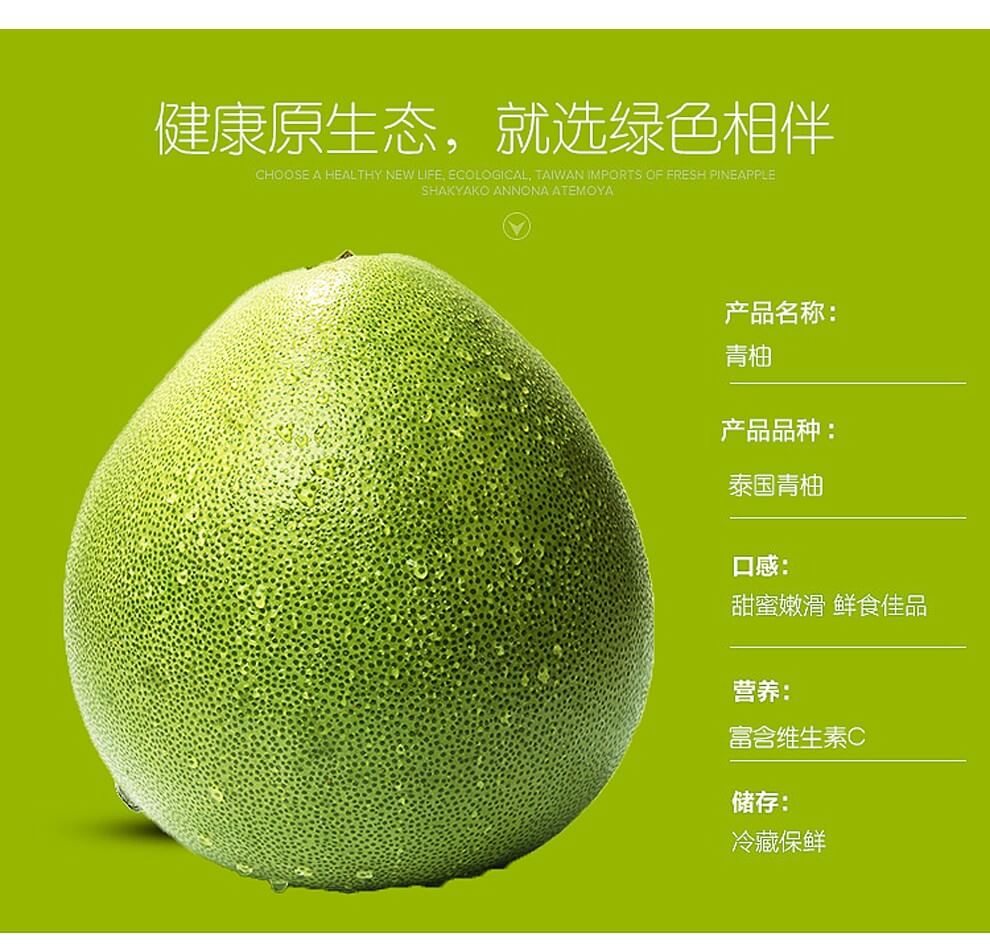 健康原生态，就选绿色相伴
CHOOSE A HEALTHY NEW LIFE, ECOLOGICAL, TAIWAN IMPORTS OF FRESH PINEAPPLE
SHAKYAKO ANNONA ATEMOYA
产品名称：
青柚
产品品种：
泰国青柚
口感：
甜蜜嫩滑 鲜食佳品
营养：
富含维生素C
储存：
冷藏保鲜